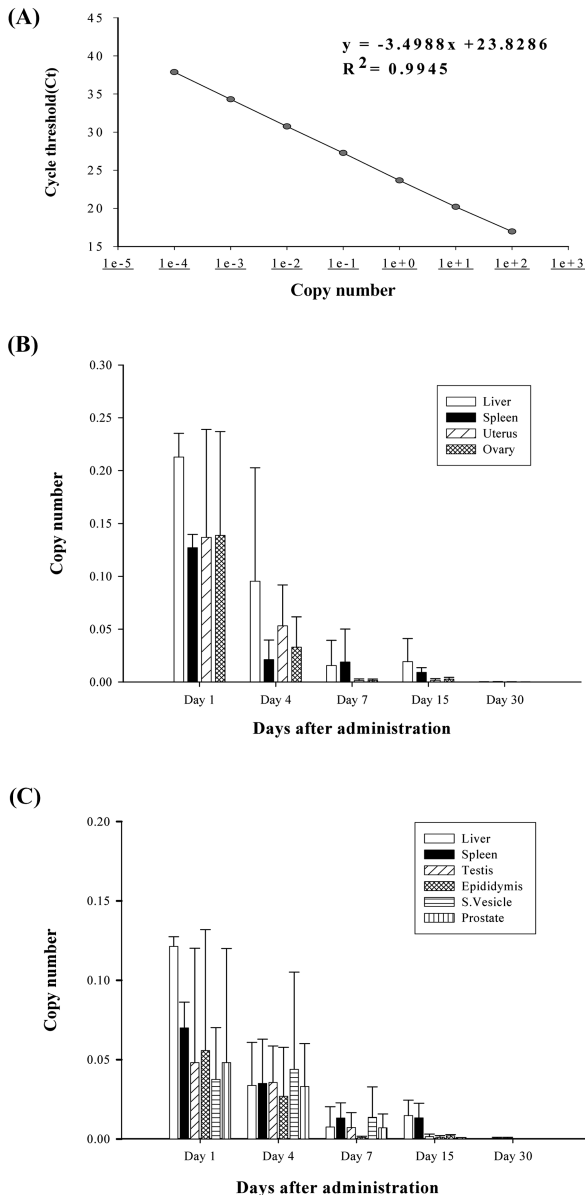 (A)
y = -3.4988x +23.8286
R2= 0.9945
Cycle threshold(Ct)
45
40
35
30
25
20
15
1e-5 1e-4 1e-3 1e-2 1e-1 1e+0 1e+1 1e+2 1e+3
Copy number
(B)
Copy number
0.30
0.25
0.20
0.15
0.10
0.05
0.00
Liver
Spleen
Uterus
Ovary
Day 1 Day 4 Day 7 Day 15 Day 30
Days after administration
(C)
Copy number
0.20
0.15
0.10
0.05
0.00
Liver
Spleen
Testis
Epididymis
S.Vesicle
Prostate
Day 1 Day 4 Day 7 Day 15 Day 30
Days after administration